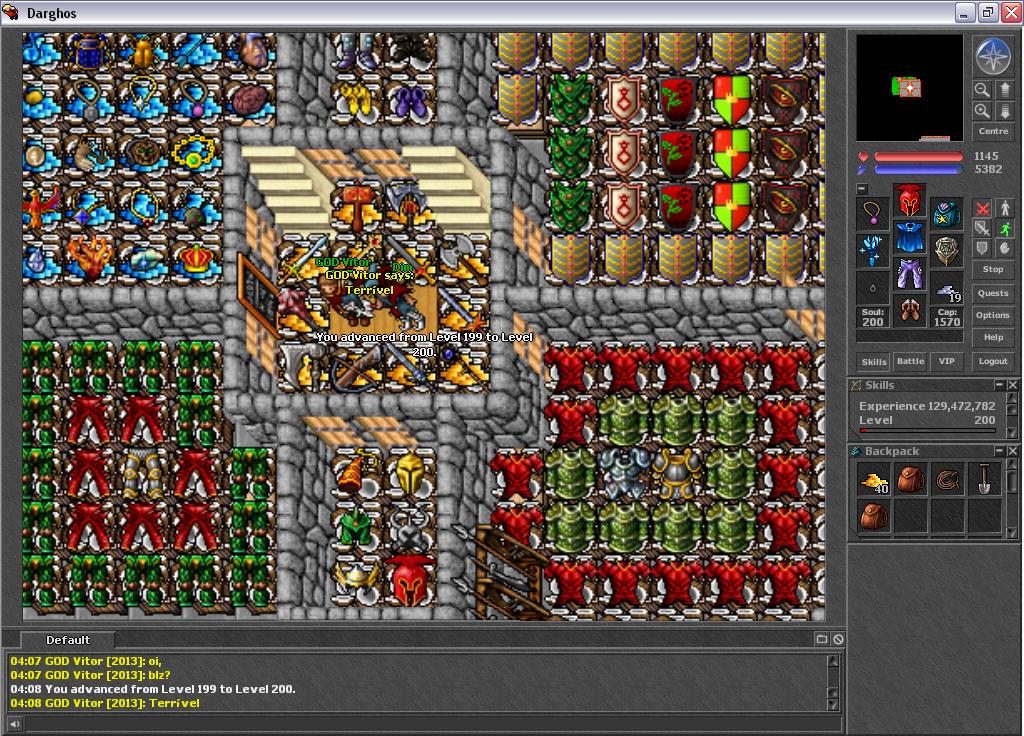 Darghos
Centre
1145
5382
GOD Vitor
Din
GOD Vitor says:
Terrível
You advanced from Level 199 to Level
200.
19
Soul:
200
Cap:
1570
Stop
Quests
Options
Help
Skills
Battle
VIP
Logout
Skills
Experience 129,472,782
Level 200
Backpack
40
Default
04:07 GOD Vitor [2013]: oi,
04:07 GOD Vitor [2013]: blz?
04:08 You advanced from Level 199 to Level 200.
04:08 GOD Vitor [2013]: Terrível